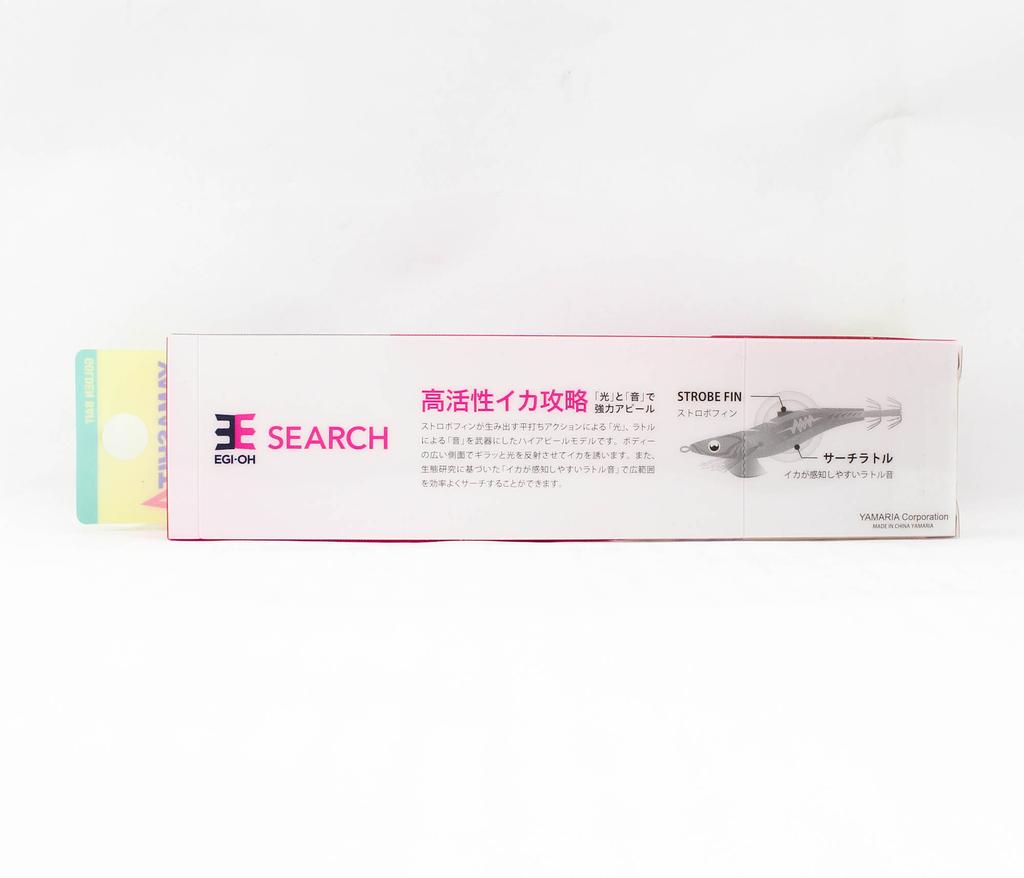 GOLDEN BAIT
YAMASHITA
EGI-OH
SEARCH
高活性イカ攻略
「光」と「音」で
強力アピール
ストロボフィンが生み出す平打ちアクションによる「光」、ラトル
による「音」を武器にしたハイアピールモデルです。ボディー
の広い側面でギラッと光を反射させてイカを誘います。また、
生態研究に基づいた「イカが感知しやすいラトル音」で広範囲
を効率よくサーチすることができます。
STROBE FIN
ストロボフィン
サーチラトル
イカが感知しやすいラトル音
YAMARIA Corporation
MADE IN CHINA YAMARIA